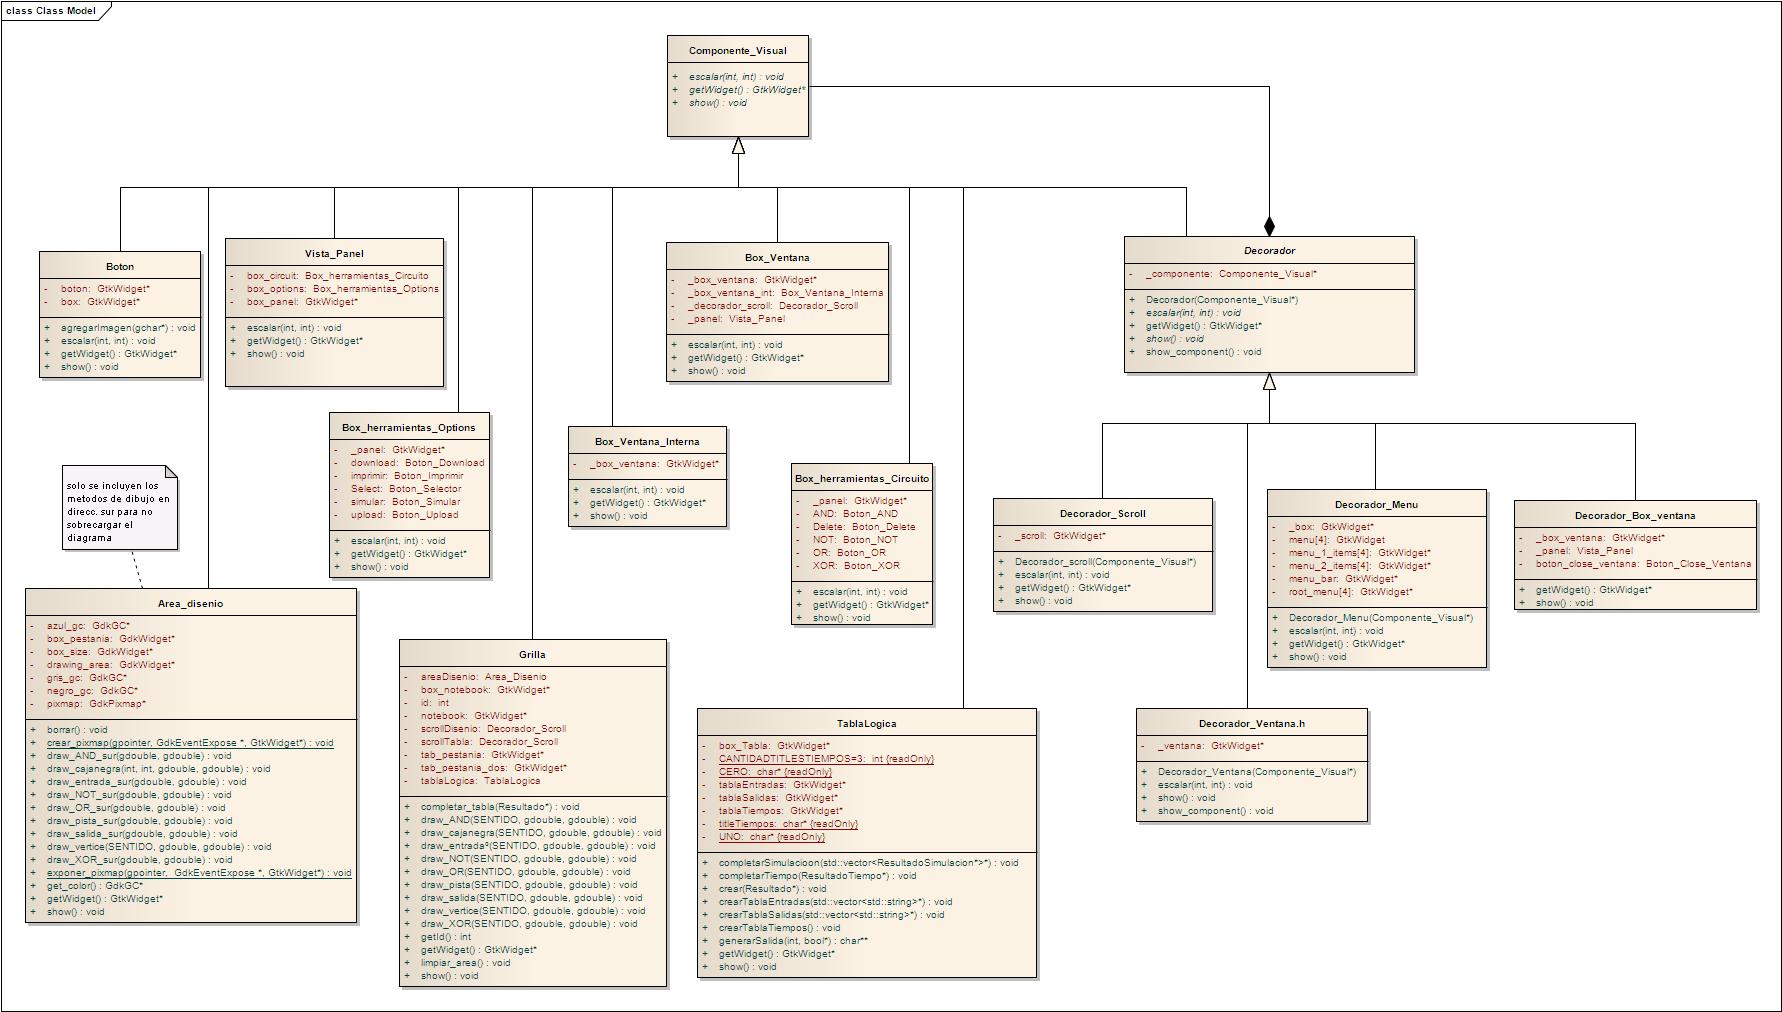 class Class Model
Componente_Visual
+ escalar(int, int) : void
+ getWidget() : GtkWidget*
+ show() : void
Boton
- boton: GtkWidget*
- box: GtkWidget*
+ agregarImagen(gchar*) : void
+ escalar(int, int) : void
+ getWidget() : GtkWidget*
+ show() : void
Vista_Panel
- box_circuit: Box_herramientas_Circuito
- box_options: Box_herramientas_Options
- box_panel: GtkWidget*
+ escalar(int, int) : void
+ getWidget() : GtkWidget*
+ show() : void
Box_Ventana
- _box_ventana: GtkWidget*
- _box_ventana_int: Box_Ventana_Interna
- _decorador_scroll: Decorador_Scroll
- _panel: Vista_Panel
+ escalar(int, int) : void
+ getWidget() : GtkWidget*
+ show() : void
Decorador
- _componente: Componente_Visual*
+ Decorador(Componente_Visual*)
+ escalar(int, int) : void
+ getWidget() : GtkWidget*
+ show() : void
+ show_component() : void
Box_herramientas_Options
- _panel: GtkWidget*
- download: Boton_Download
- imprimir: Boton_Imprimir
- Select: Boton_Selector
- simular: Boton_Simular
- upload: Boton_Upload
+ escalar(int, int) : void
+ getWidget() : GtkWidget*
+ show() : void
Box_Ventana_Interna
- _box_ventana: GtkWidget*
+ escalar(int, int) : void
+ getWidget() : GtkWidget*
+ show() : void
Box_herramientas_Circuito
- _panel: GtkWidget*
- AND: Boton_AND
- Delete: Boton_Delete
- NOT: Boton_NOT
- OR: Boton_OR
- XOR: Boton_XOR
+ escalar(int, int) : void
+ getWidget() : GtkWidget*
+ show() : void
Decorador_Scroll
- _scroll: GtkWidget*
+ Decorador_scroll(Componente_Visual*)
+ escalar(int, int) : void
+ getWidget() : GtkWidget*
+ show() : void
Decorador_Menu
- _box: GtkWidget*
- menu[4]: GtkWidget
- menu_1_items[4]: GtkWidget*
- menu_2_items[4]: GtkWidget*
- menu_bar: GtkWidget*
- root_menu[4]: GtkWidget*
+ Decorador_Menu(Componente_Visual*)
+ escalar(int, int) : void
+ getWidget() : GtkWidget*
+ show() : void
Decorador_Box_ventana
- _box_ventana: GtkWidget*
- _panel: Vista_Panel
- boton_close_ventana: Boton_Close_Ventana
+ getWidget() : GtkWidget*
+ show() : void
solo se incluyen los
metodos de dibujo en
direcc. sur para no
sobrecargar el
diagrama
Area_disenio
- azul_gc: GdkGC*
- box_pestania: GdkWidget*
- box_size: GdkWidget*
- drawing_area: GdkWidget*
- gris_gc: GdkGC*
- negro_gc: GdkGC*
- pixmap: GdkPixmap*
+ borrar() : void
+ crear_pixmap(gpointer, GdkEventExpose *, GtkWidget*) : void
+ draw_AND_sur(gdouble, gdouble) : void
+ draw_cajanegra(int, int, gdouble, gdouble) : void
+ draw_entrada_sur(gdouble, gdouble) : void
+ draw_NOT_sur(gdouble, gdouble) : void
+ draw_OR_sur(gdouble, gdouble) : void
+ draw_pista_sur(gdouble, gdouble) : void
+ draw_salida_sur(gdouble, gdouble) : void
+ draw_vertice(SENTIDO, gdouble, gdouble) : void
+ draw_XOR_sur(gdouble, gdouble) : void
+ exponer_pixmap(gpointer, GdkEventExpose *, GtkWidget*) : void
+ get_color() : GdkGC*
+ getWidget() : GtkWidget*
+ show() : void
Grilla
- areaDisenio: Area_Disenio
- box_notebook: GtkWidget*
- id: int
- notebook: GtkWidget*
- scrollDisenio: Decorador_Scroll
- scrollTabla: Decorador_Scroll
- tab_pestania: GtkWidget*
- tab_pestania_dos: GtkWidget*
- tablaLogica: TablaLogica
+ completar_tabla(Resultado*) : void
+ draw_AND(SENTIDO, gdouble, gdouble) : void
+ draw_cajanegra(SENTIDO, gdouble, gdouble) : void
+ draw_entradaº(SENTIDO, gdouble, gdouble) : void
+ draw_NOT(SENTIDO, gdouble, gdouble) : void
+ draw_OR(SENTIDO, gdouble, gdouble) : void
+ draw_pista(SENTIDO, gdouble, gdouble) : void
+ draw_salida(SENTIDO, gdouble, gdouble) : void
+ draw_vertice(SENTIDO, gdouble, gdouble) : void
+ draw_XOR(SENTIDO, gdouble, gdouble) : void
+ getId() : int
+ getWidget() : GtkWidget*
+ limpiar_area() : void
+ show() : void
TablaLogica
- box_Tabla: GtkWidget*
- CANTIDADTITLESTIEMPOS=3: int {readOnly}
- CERO: char* {readOnly}
- tablaEntradas: GtkWidget*
- tablaSalidas: GtkWidget*
- tablaTiempos: GtkWidget*
- titleTiempos: char* {readOnly}
- UNO: char* {readOnly}
+ completarSimulacioon(std::vector<ResultadoSimulacion*>*) : void
+ completarTiempo(ResultadoTiempo*) : void
+ crear(Resultado*) : void
+ crearTablaEntradas(std::vector<std::string>*) : void
+ crearTablaSalidas(std::vector<std::string>*) : void
+ crearTablaTiempos() : void
+ generarSalida(int, bool*) : char**
+ getWidget() : GtkWidget*
+ show() : void
Decorador_Ventana.h
- _ventana: GtkWidget*
+ Decorador_Ventana(Componente_Visual*)
+ escalar(int, int) : void
+ show() : void
+ show_component() : void